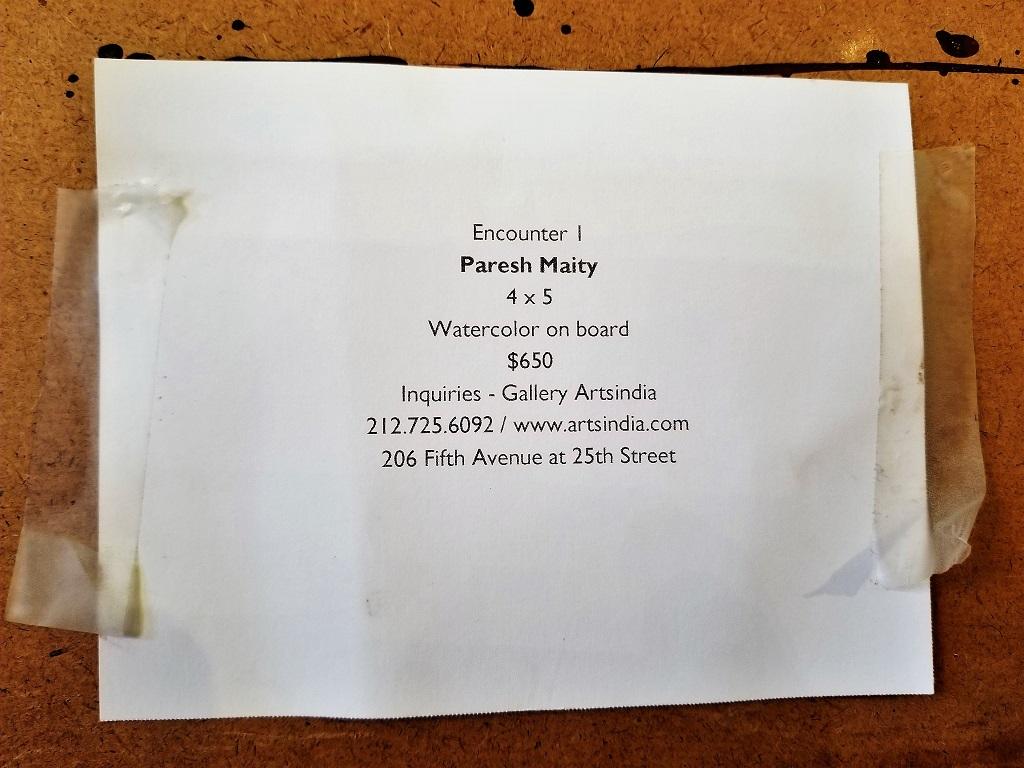 Encounter 1
Paresh Maity
4 x 5
Watercolor on board
$650
Inquiries - Gallery Artsindia
212.725.6092 / www.artsindia.com
206 Fifth Avenue at 25th Street